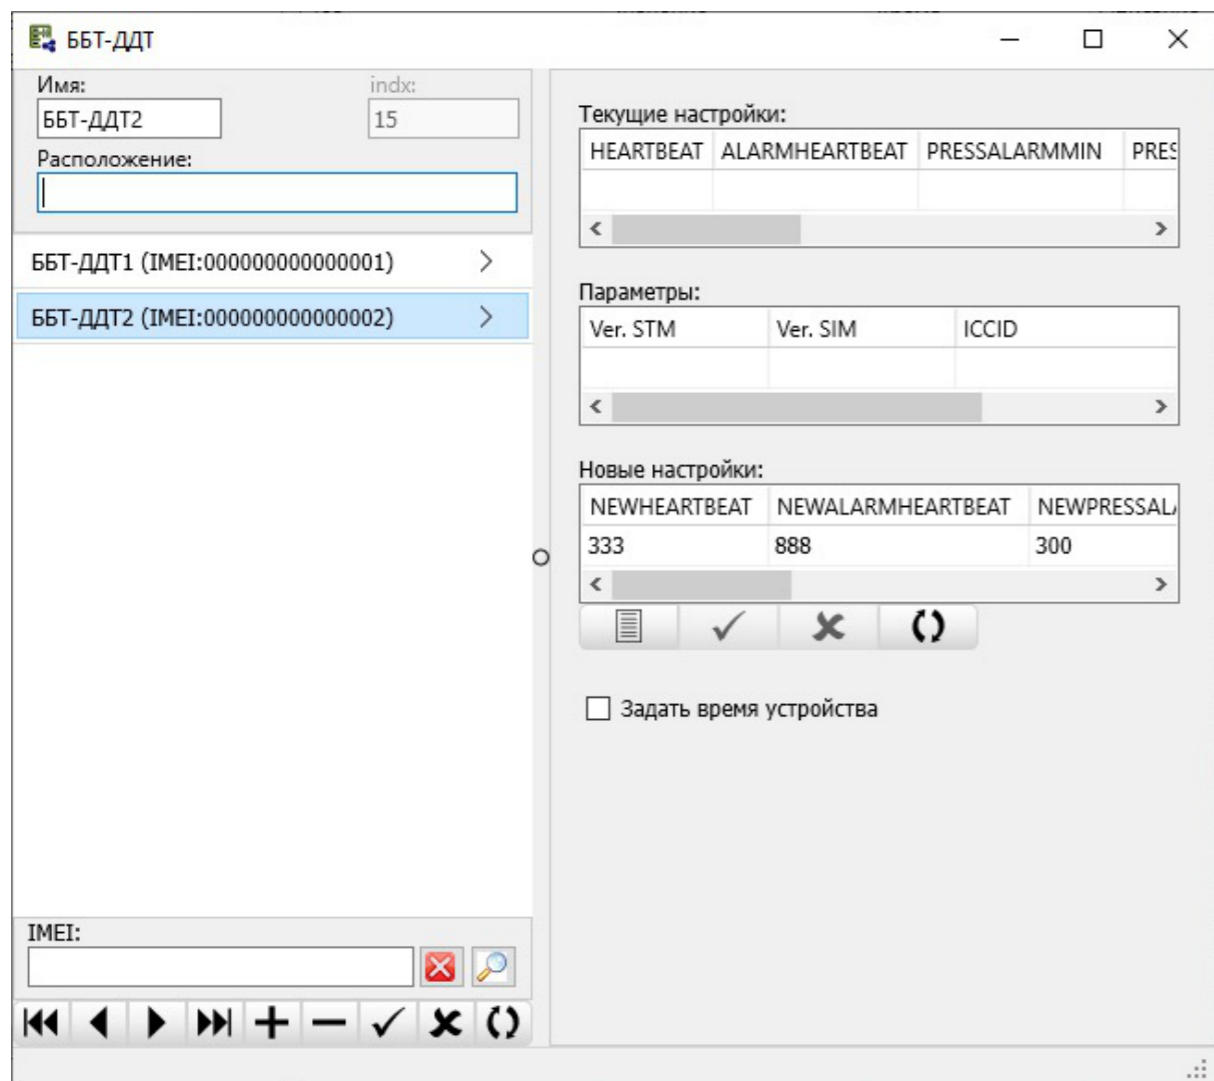 ББТ-ДДТ
Имя:
indx:
ББТ-ДДТ2
15
Расположение:
ББТ-ДДТ1 (IMEI:000000000000001)
ББТ-ДДТ2 (IMEI:000000000000002)
IMEI:
Текущие настройки:
HEARTBEAT ALARMHEARTBEAT PRESSALARMMIN PRES
Параметры:
Ver. STM Ver. SIM ICCID
Новые настройки:
NEWHEARTBEAT NEWALARMHEARTBEAT NEWPRESSALA
333 888 300
Задать время устройства